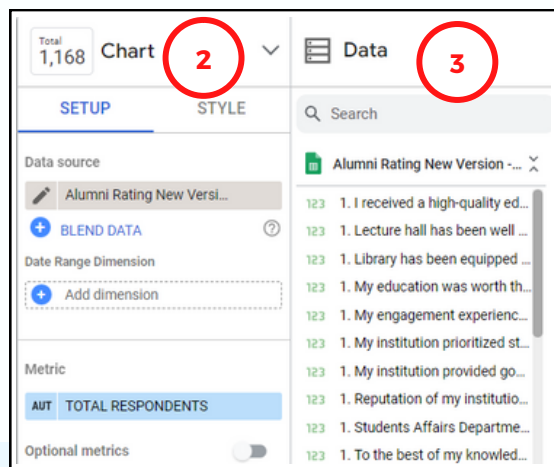 Total
1,168 Chart
2
SETUP STYLE
Data source
Alumni Rating New Versi...
BLEND DATA
Date Range Dimension
Add dimension
Metric
AUT TOTAL RESPONDENTS
Optional metrics
Data
3
Search
Alumni Rating New Version -...
123 1. I received a high-quality ed...
123 1. Lecture hall has been well ...
123 1. Library has been equipped ...
123 1. My education was worth th...
123 1. My engagement experienc...
123 1. My institution prioritized st...
123 1. My institution provided go...
123 1. Reputation of my institutio...
123 1. Students Affairs Departme...
123 1. To the best of my knowled...